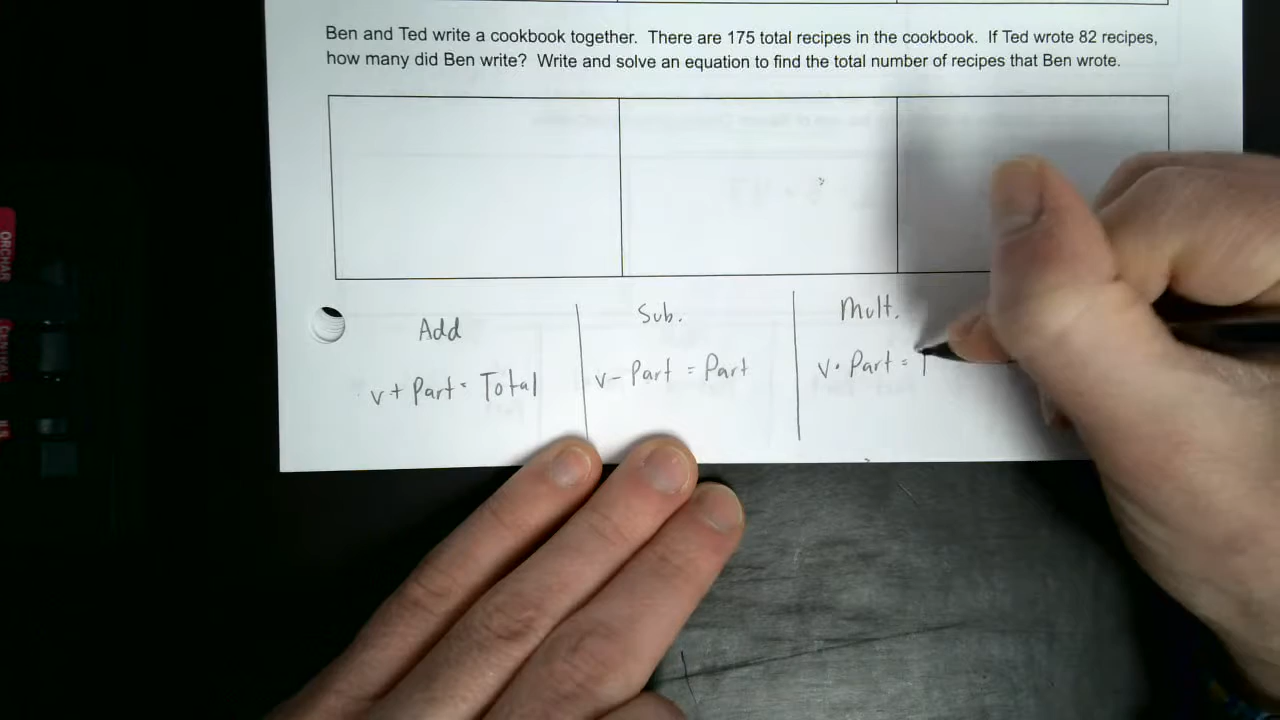 Ben and Ted write a cookbook together. There are 175 total recipes in the cookbook. If Ted wrote 82 recipes,
how many did Ben write? Write and solve an equation to find the total number of recipes that Ben wrote.
Add
v + Part = Total
Sub.
v - Part = Part
Mult.
v · Part = T
ORCHAR
CENTRAL